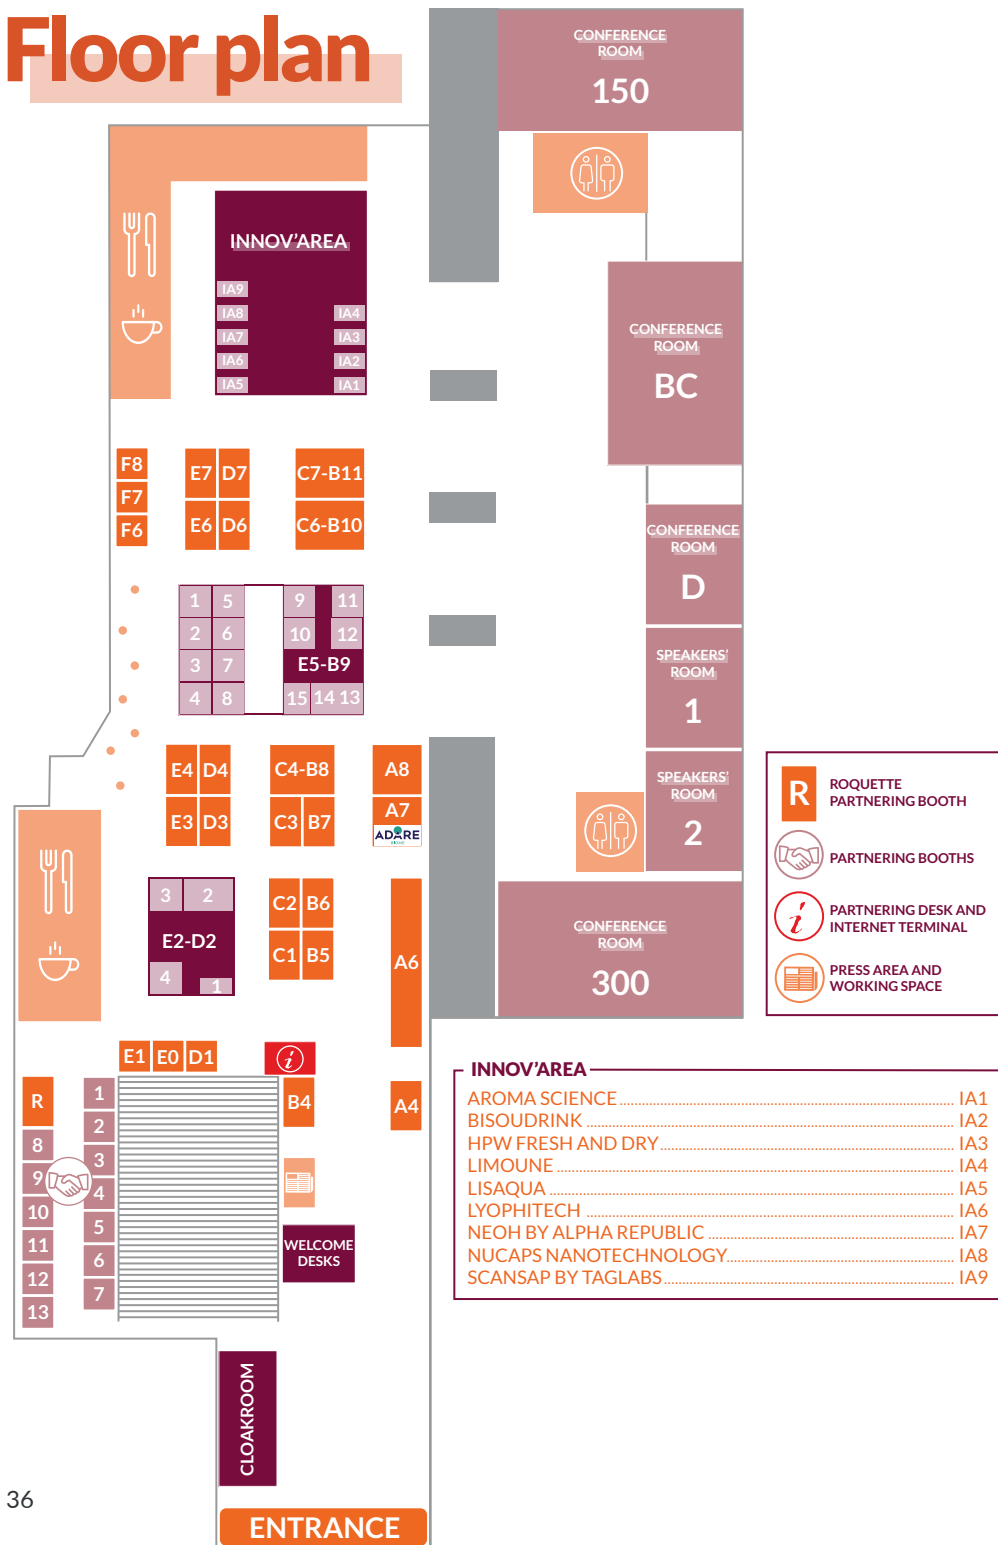 Floor plan
CONFERENCE
ROOM
150
INNOV'AREA
IA9
IA8
IA4
IA7
IA3
IA6
IA2
IA5
IA1
CONFERENCE
ROOM
BC
F8
F7
F6
E7 D7
E6 D6
C7-B11
C6-B10
CONFERENCE
ROOM
D
1 5
2 6
3 7
4 8
9 11
10 12
E5-B9
15 14 13
SPEAKERS'
ROOM
1
E4 D4
C4-B8
A8
E3 D3
C3 B7
A7
ADARE
SPEAKERS'
ROOM
2
R
ROQUETTE
PARTNERING BOOTH
PARTNERING BOOTHS
i
PARTNERING DESK AND
INTERNET TERMINAL
PRESS AREA AND
WORKING SPACE
3 2
E2-D2
4
1
C2 B6
C1 B5
A6
CONFERENCE
ROOM
300
E1 E0 D1
i
R
B4
A4
1
2
3
4
5
6
7
8
9
10
11
12
13
WELCOME
DESKS
INNOV'AREA
AROMA SCIENCE ........ IA1
BISOUDRINK ........ IA2
HPW FRESH AND DRY ........ IA3
LIMOUNE ........ IA4
LISAQUA ........ IA5
LYOPHITECH ........ IA6
NEOH BY ALPHA REPUBLIC ........ IA7
NUCAPS NANOTECHNOLOGY ........ IA8
SCANSAP BY TAGLABS ........ IA9
CLOAKROOM
36
ENTRANCE